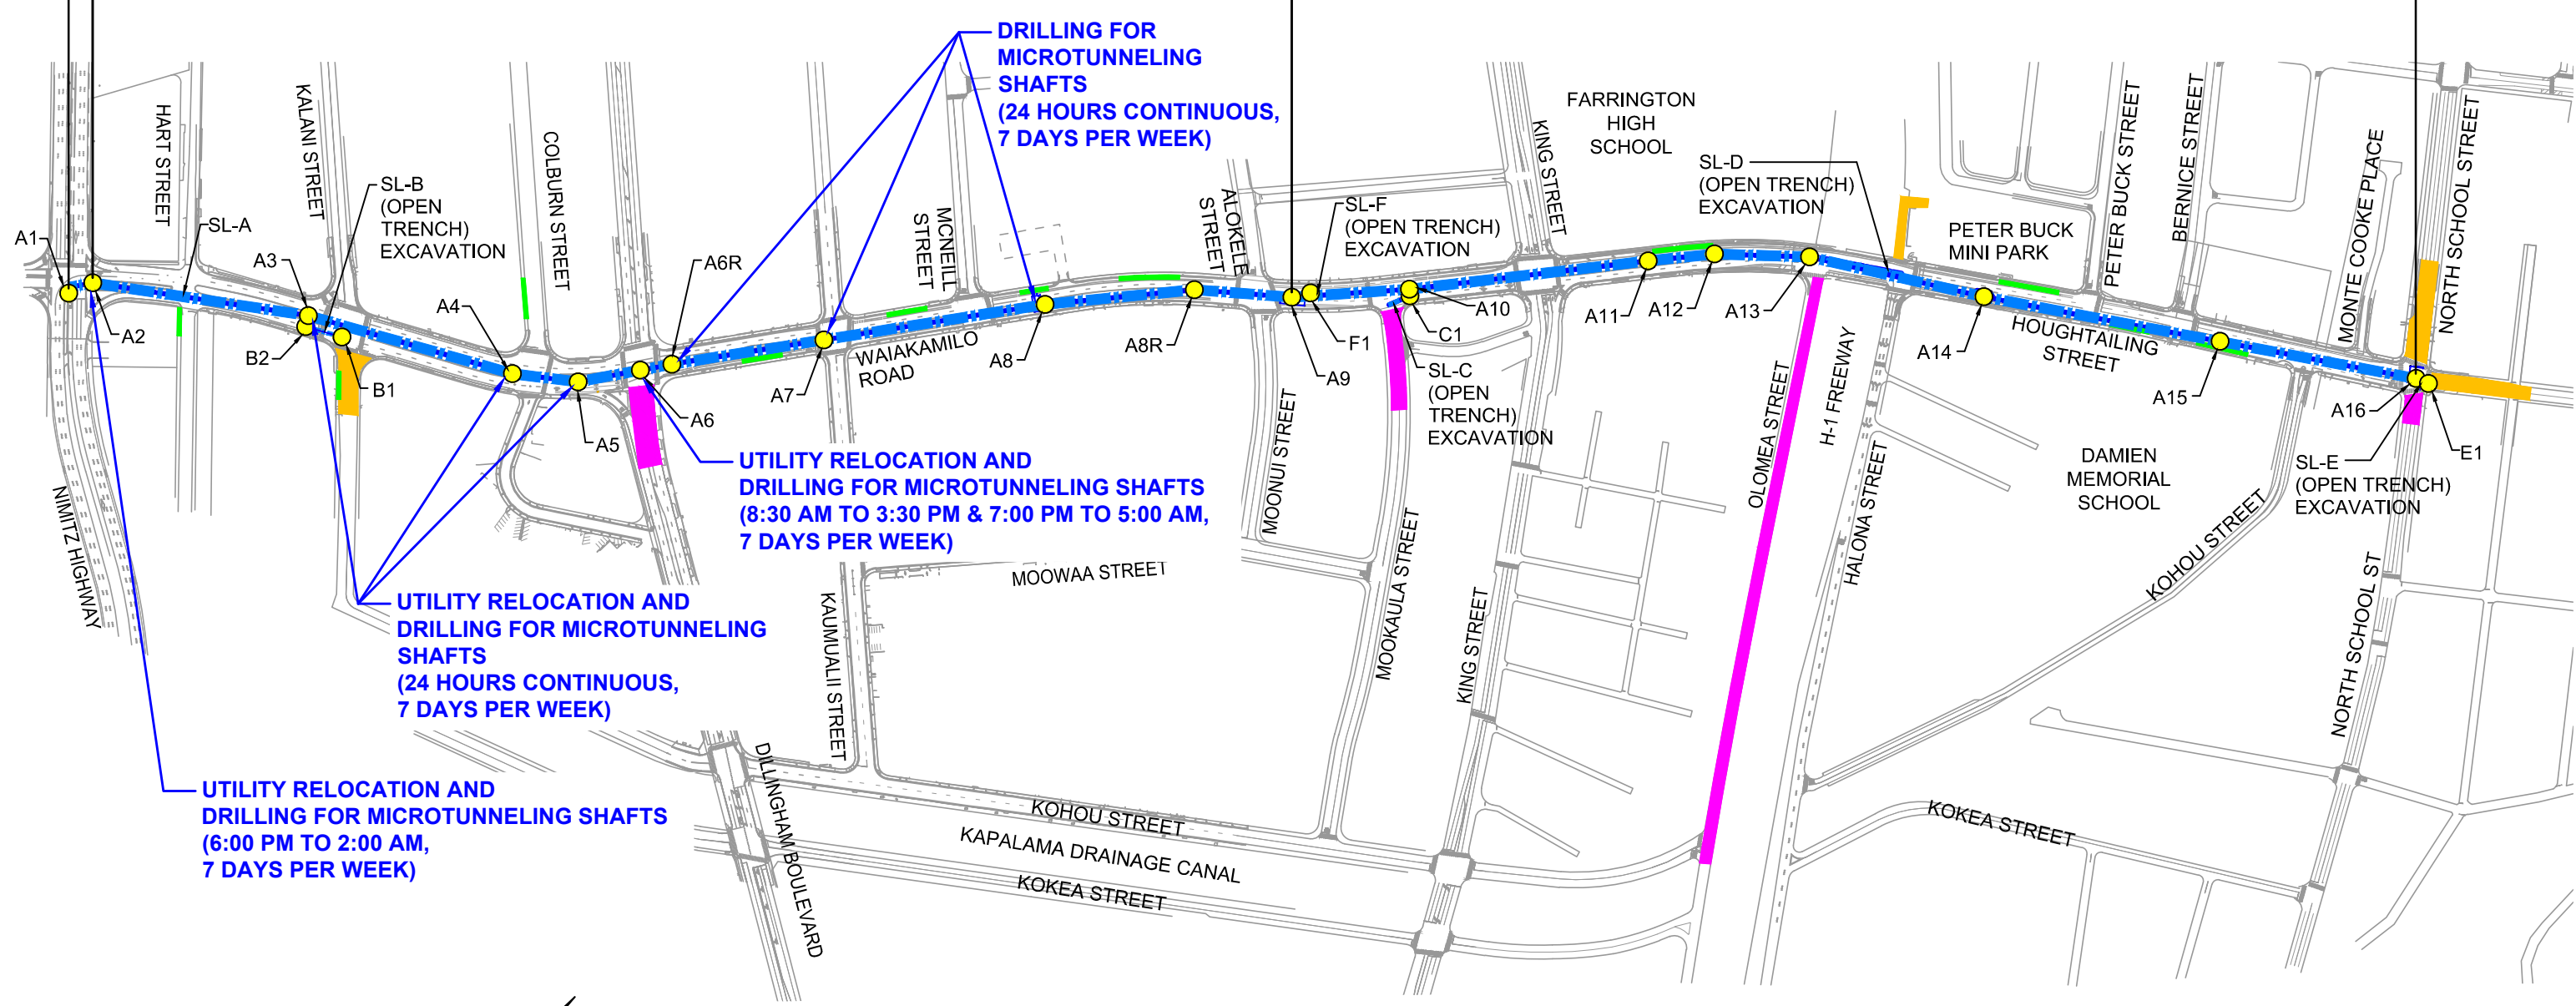 DRILLING FOR
MICROTUNNELING
SHAFTS
(24 HOURS CONTINUOUS,
7 DAYS PER WEEK)
FARRINGTON
HIGH
SCHOOL
HART STREET
KALANI STREET
COLBURN STREET
MCNEILL
STREET
ALOKELE
STREET
KING STREET
PETER BUCK STREET
BERNICE STREET
MONTE COOKE PLACE
NORTH SCHOOL STREET
SL-B
(OPEN
TRENCH)
EXCAVATION
SL-F
(OPEN TRENCH)
EXCAVATION
SL-D
(OPEN TRENCH)
EXCAVATION
PETER BUCK
MINI PARK
A1
SL-A
A3
A2
B2
B1
A4
A5
A6R
A6
A7
WAIAKAMILO
ROAD
A8
A8R
A9
F1
C1
A10
A11
A12
A13
A14
HOUGHTAILING
STREET
A15
A16
E1
SL-C
(OPEN
TRENCH)
EXCAVATION
SL-E
(OPEN TRENCH)
EXCAVATION
DAMIEN
MEMORIAL
SCHOOL
NIMITZ HIGHWAY
UTILITY RELOCATION AND
DRILLING FOR MICROTUNNELING SHAFTS
(8:30 AM TO 3:30 PM & 7:00 PM TO 5:00 AM,
7 DAYS PER WEEK)
MOONUI STREET
MOOKAULA STREET
KING STREET
OLOMEA STREET
H-1 FREEWAY
HALONA STREET
KOHOU STREET
NORTH SCHOOL ST
MOOWAA STREET
KAUMUALII STREET
UTILITY RELOCATION AND
DRILLING FOR MICROTUNNELING
SHAFTS
(24 HOURS CONTINUOUS,
7 DAYS PER WEEK)
DILLINGHAM BOULEVARD
UTILITY RELOCATION AND
DRILLING FOR MICROTUNNELING SHAFTS
(6:00 PM TO 2:00 AM,
7 DAYS PER WEEK)
KOHOU STREET
KAPALAMA DRAINAGE CANAL
KOKEA STREET
KOKEA STREET